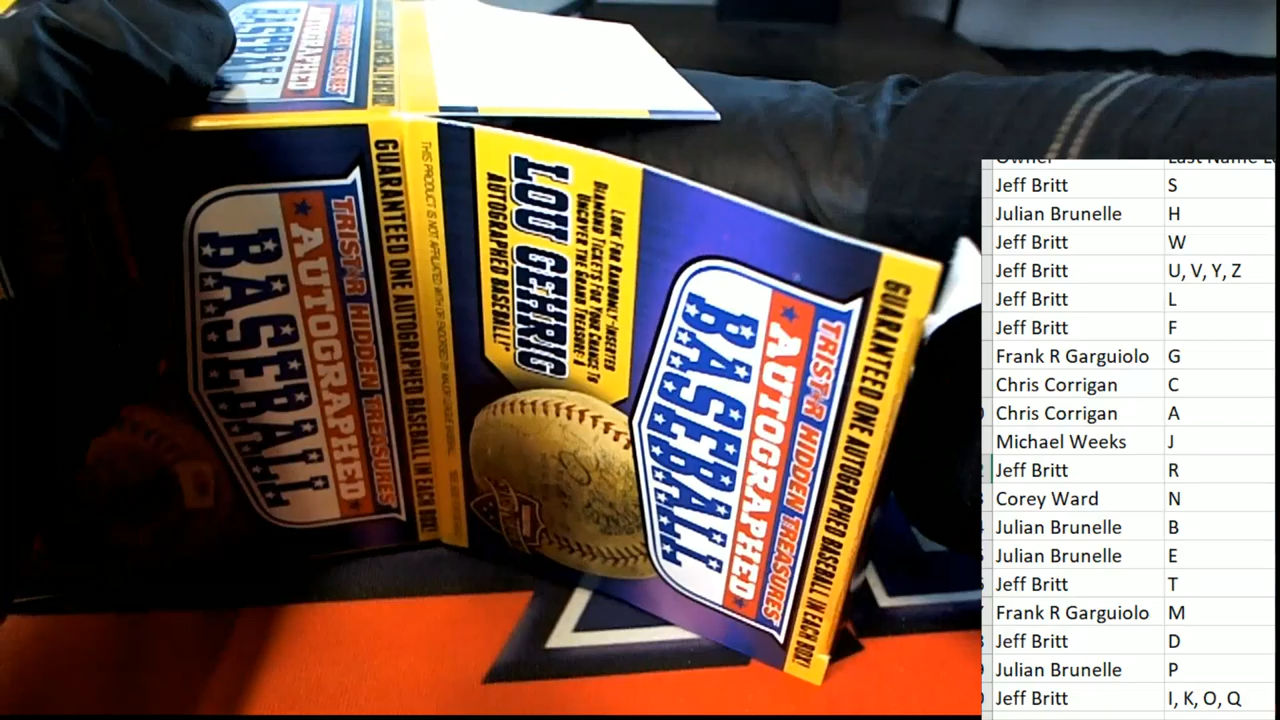 TRISTAR HIDDEN TREASURES
AUTOGRAPHED
BASEBALL
GUARANTEED ONE AUTOGRAPHED BASEBALL IN EACH BOX!
LOOK FOR RANDOMLY-INSERTED
DIAMOND TICKETS FOR YOUR CHANCE TO
UNCOVER THE GRAND TREASURE: A
LOU GEHRIG
AUTOGRAPHED BASEBALL!*
TRISTAR HIDDEN TREASURES
AUTOGRAPHED
BASEBALL
GUARANTEED ONE AUTOGRAPHED BASEBALL IN EACH BOX!
AUTOGRAPHED
BASEBALL
Owner Last Name
Jeff Britt S
Julian Brunelle H
Jeff Britt W
Jeff Britt U, V, Y, Z
Jeff Britt L
Jeff Britt F
Frank R Garguiolo G
Chris Corrigan C
Chris Corrigan A
Michael Weeks J
Jeff Britt R
Corey Ward N
Julian Brunelle B
Julian Brunelle E
Jeff Britt T
Frank R Garguiolo M
Jeff Britt D
Julian Brunelle P
Jeff Britt I, K, O, Q